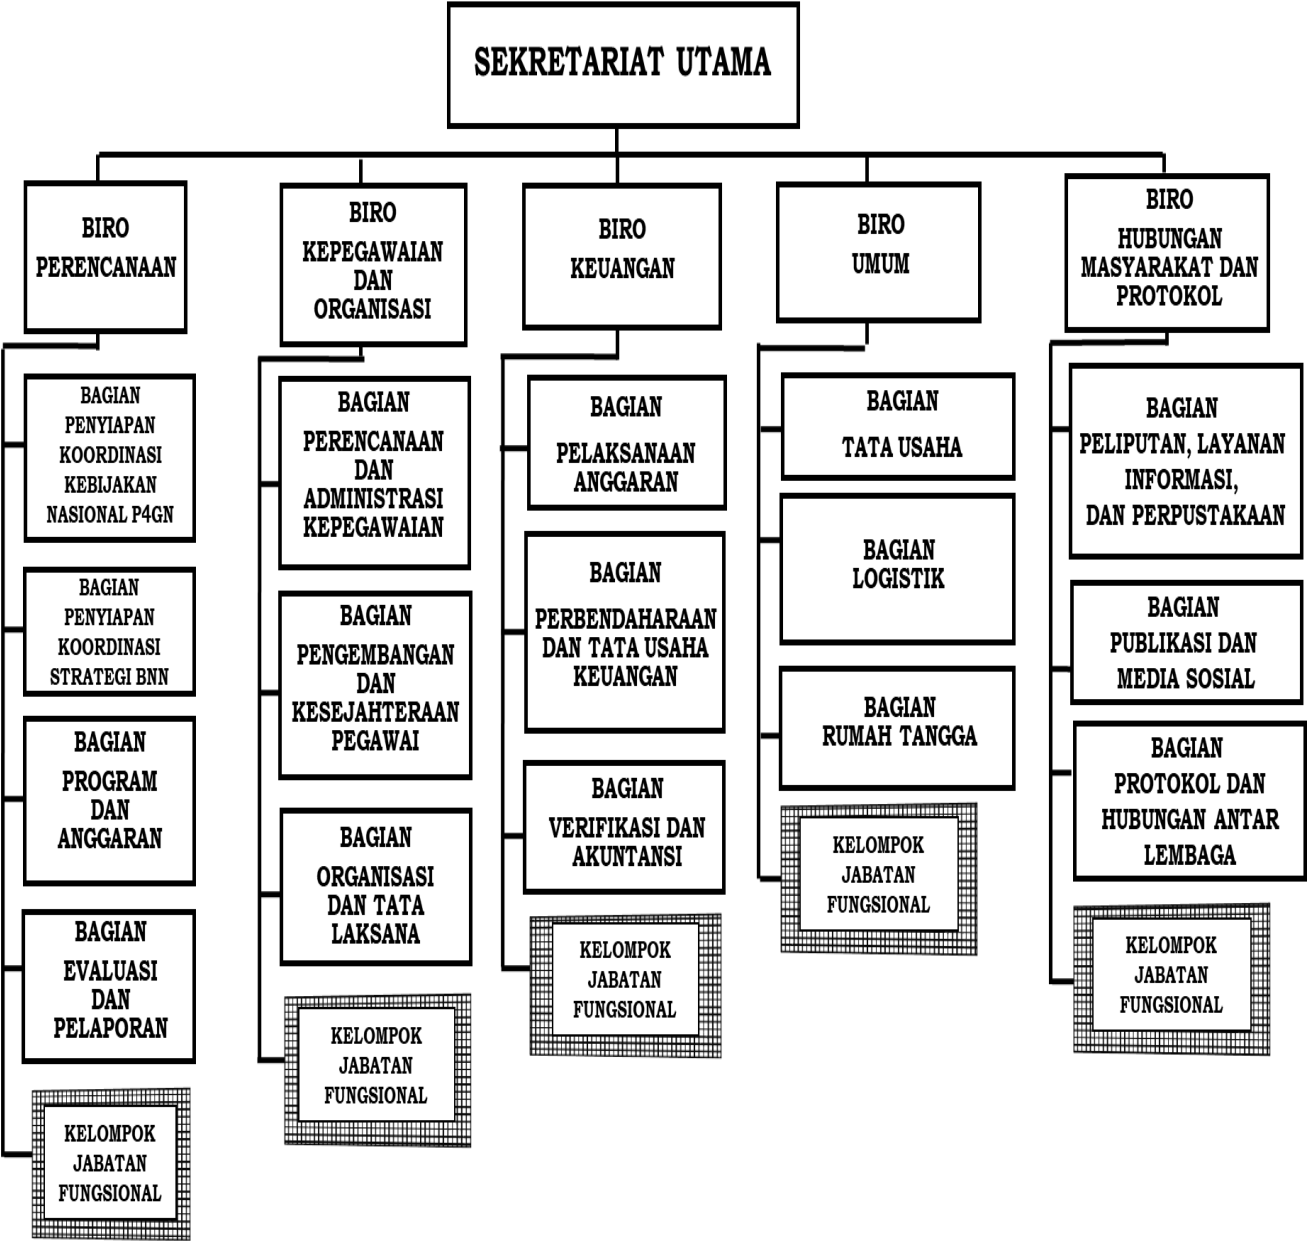 SEKRETARIAT UTAMA
BIRO
PERENCANAAN
BAGIAN
PENYIAPAN
KOORDINASI
KEBIJAKAN
NASIONAL P4GN
BAGIAN
PENYIAPAN
KOORDINASI
STRATEGI BNN
BAGIAN
PROGRAM
DAN
ANGGARAN
BAGIAN
EVALUASI
DAN
PELAPORAN
KELOMPOK
JABATAN
FUNGSIONAL
BIRO
KEPEGAWAIAN
DAN
ORGANISASI
BAGIAN
PERENCANAAN
DAN
ADMINISTRASI
KEPEGAWAIAN
BAGIAN
PENGEMBANGAN
DAN
KESEJAHTERAAN
PEGAWAI
BAGIAN
ORGANISASI
DAN TATA
LAKSANA
KELOMPOK
JABATAN
FUNGSIONAL
BIRO
KEUANGAN
BAGIAN
PELAKSANAAN
ANGGARAN
BAGIAN
PERBENDAHARAAN
DAN TATA USAHA
KEUANGAN
BAGIAN
VERIFIKASI DAN
AKUNTANSI
KELOMPOK
JABATAN
FUNGSIONAL
BIRO
UMUM
BAGIAN
TATA USAHA
BAGIAN
LOGISTIK
BAGIAN
RUMAH TANGGA
KELOMPOK
JABATAN
FUNGSIONAL
BIRO
HUBUNGAN
MASYARAKAT DAN
PROTOKOL
BAGIAN
PELIPUTAN, LAYANAN
INFORMASI,
DAN PERPUSTAKAAN
BAGIAN
PUBLIKASI DAN
MEDIA SOSIAL
BAGIAN
PROTOKOL DAN
HUBUNGAN ANTAR
LEMBAGA
KELOMPOK
JABATAN
FUNGSIONAL